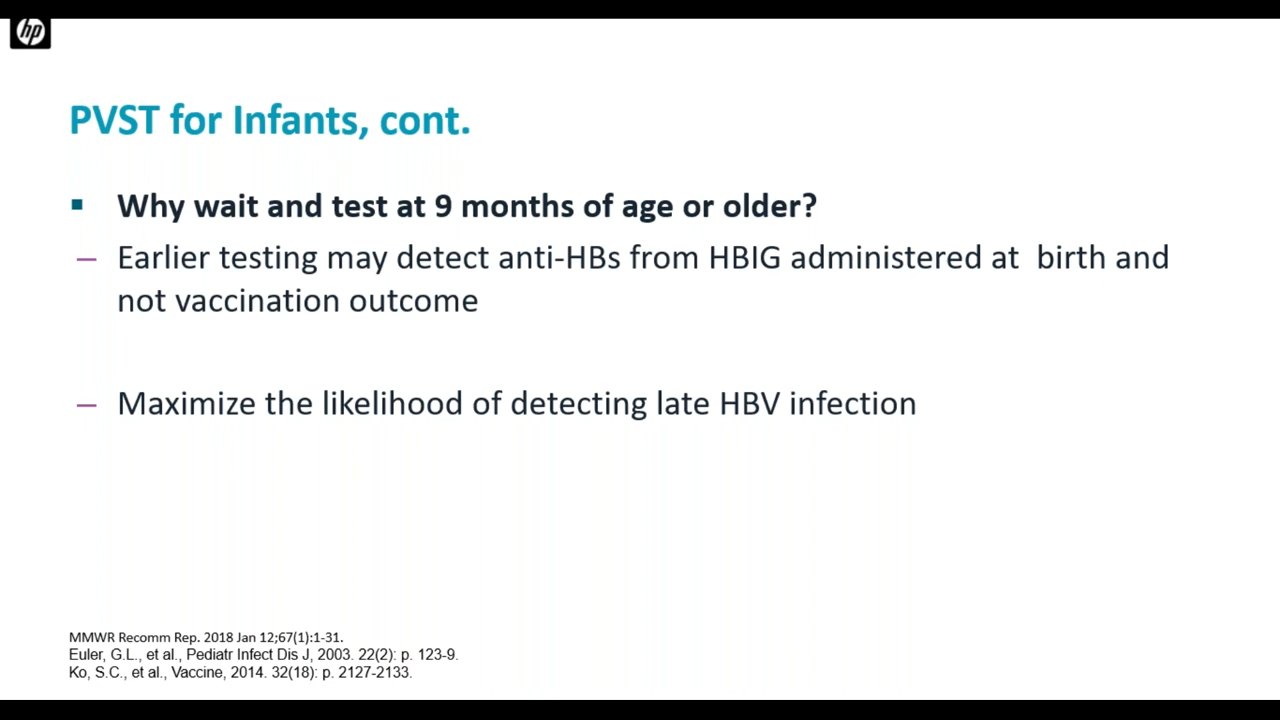 hp
PVST for Infants, cont.
▪ Why wait and test at 9 months of age or older?
– Earlier testing may detect anti-HBs from HBIG administered at  birth and
not vaccination outcome
– Maximize the likelihood of detecting late HBV infection
MMWR Recomm Rep. 2018 Jan 12;67(1):1-31.
Euler, G.L., et al., Pediatr Infect Dis J, 2003. 22(2): p. 123-9.
Ko, S.C., et al., Vaccine, 2014. 32(18): p. 2127-2133.